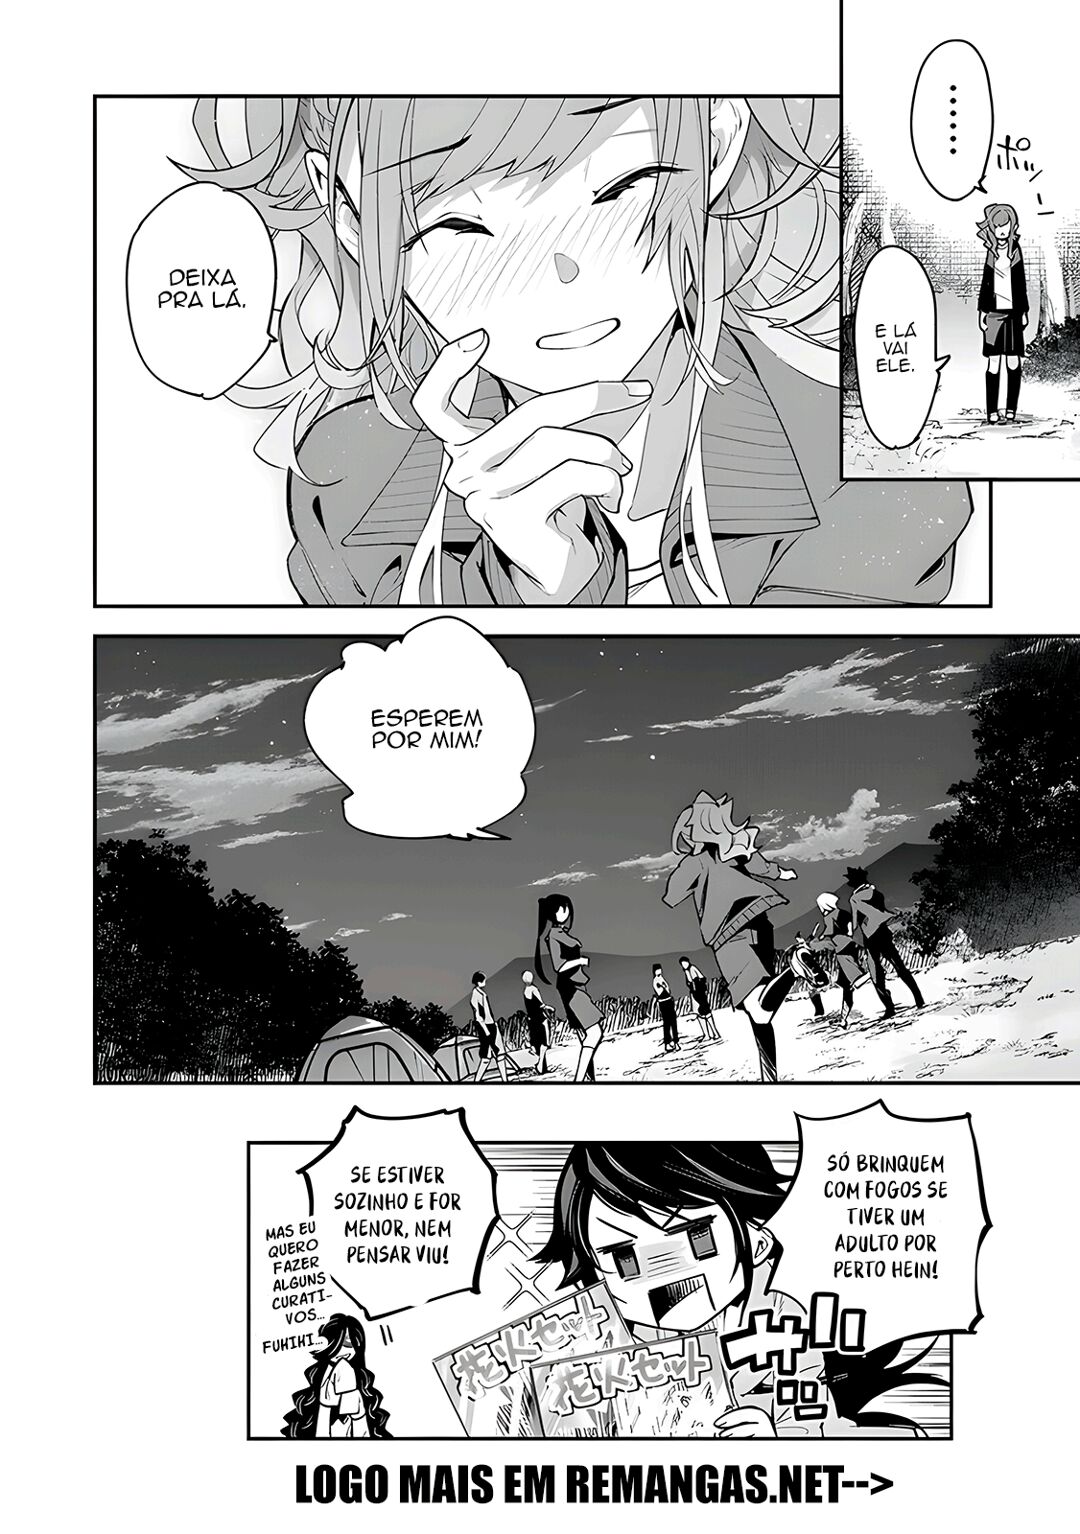 ......
ポッ
E LÁ
VAI
ELE.
DEIXA
PRA LÁ.
ESPEREM
POR MIM!
SÓ BRINQUEM
COM FOGOS SE
TIVER UM
ADULTO POR
PERTO HEIN!
SE ESTIVER
SOZINHO E FOR
MENOR, NEM
PENSAR VIU!
MAS EU
QUERO
FAZER
ALGUNS
CURATI-
VOS...
FUHIHI...
花火セット
花火セット
LOGO MAIS EM REMANGAS.NET-->